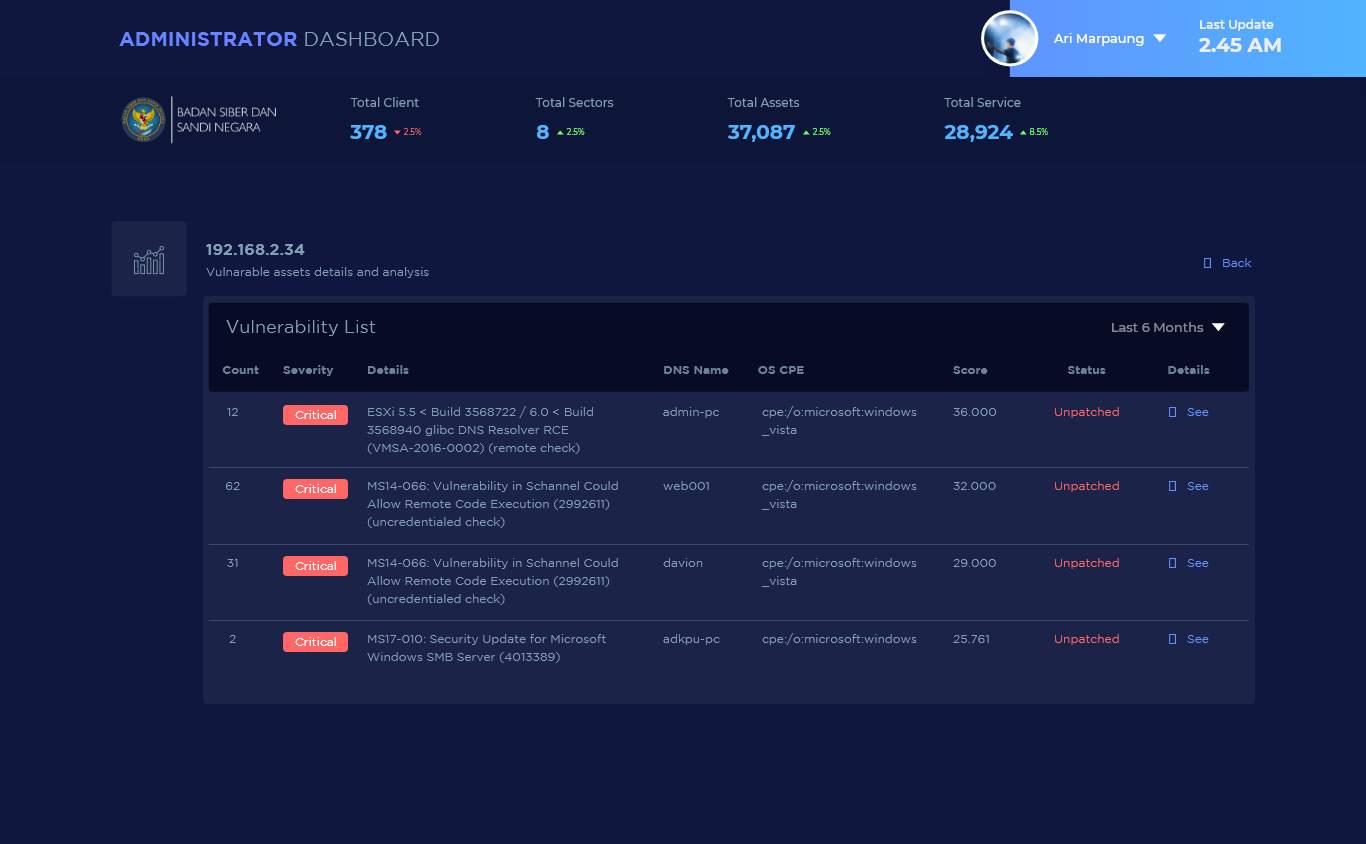 ADMINISTRATOR DASHBOARD
Ari Marpaung
Last Update
2.45 AM
BADAN SIBER DAN
SANDI NEGARA
Total Client
378 2.5%
Total Sectors
8 2.5%
Total Assets
37,087 2.5%
Total Service
28,924 8.5%
192.168.2.34
Vulnarable assets details and analysis
Back
Vulnerability List
Last 6 Months
Count Severity Details DNS Name OS CPE Score Status Details
12 Critical ESXi 5.5 < Build 3568722 / 6.0 < Build admin-pc cpe:/o:microsoft:windows 36.000 Unpatched See
3568940 glibc DNS Resolver RCE _vista
(VMSA-2016-0002) (remote check)
62 Critical MS14-066: Vulnerability in Schannel Could web001 cpe:/o:microsoft:windows 32.000 Unpatched See
Allow Remote Code Execution (2992611) _vista
(uncredentialed check)
31 Critical MS14-066: Vulnerability in Schannel Could davion cpe:/o:microsoft:windows 29.000 Unpatched See
Allow Remote Code Execution (2992611) _vista
(uncredentialed check)
2 Critical MS17-010: Security Update for Microsoft adkpu-pc cpe:/o:microsoft:windows 25.761 Unpatched See
Windows SMB Server (4013389)